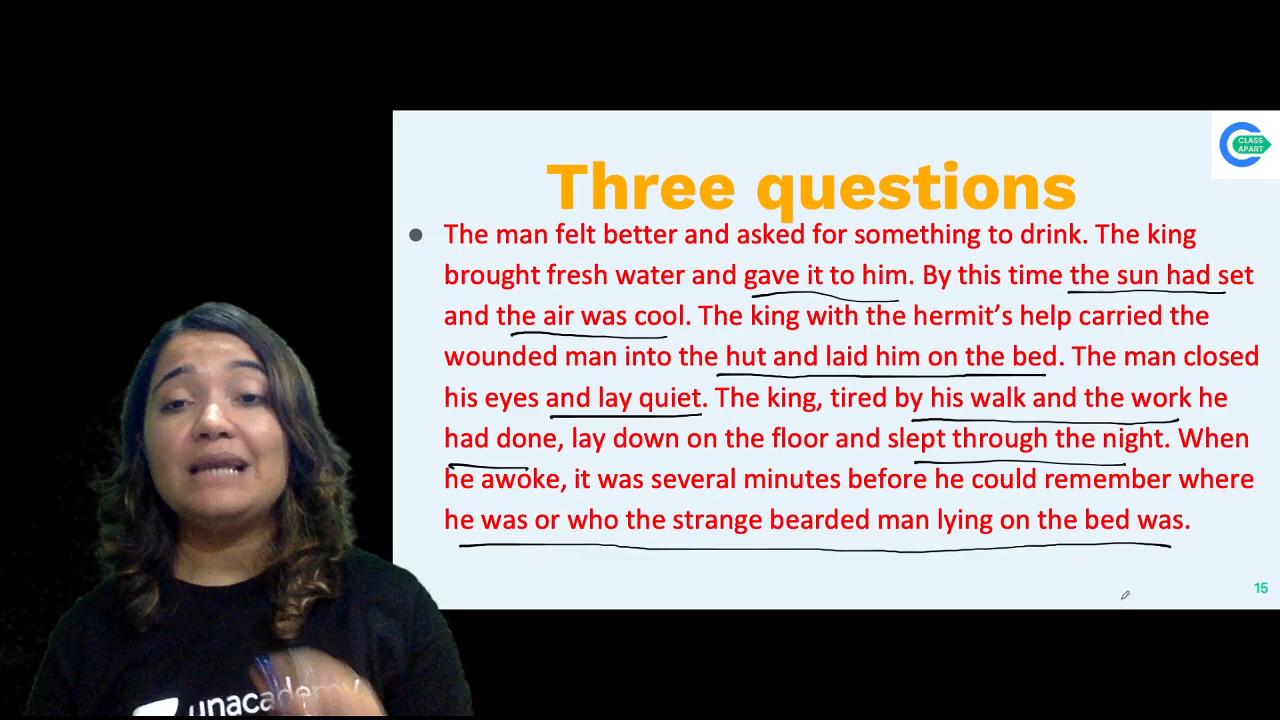 CLASS
APART
Three questions
The man felt better and asked for something to drink. The king
brought fresh water and gave it to him. By this time the sun had set
and the air was cool. The king with the hermit's help carried the
wounded man into the hut and laid him on the bed. The man closed
his eyes and lay quiet. The king, tired by his walk and the work he
had done, lay down on the floor and slept through the night. When
he awoke, it was several minutes before he could remember where
he was or who the strange bearded man lying on the bed was.
15
unacademy